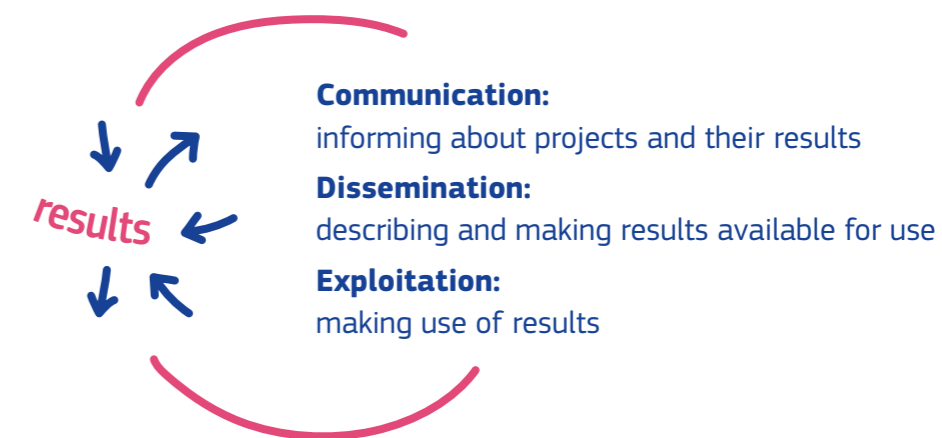 Communication:
informing about projects and their results
Dissemination:
results
describing and making results available for use
Exploitation:
making use of results